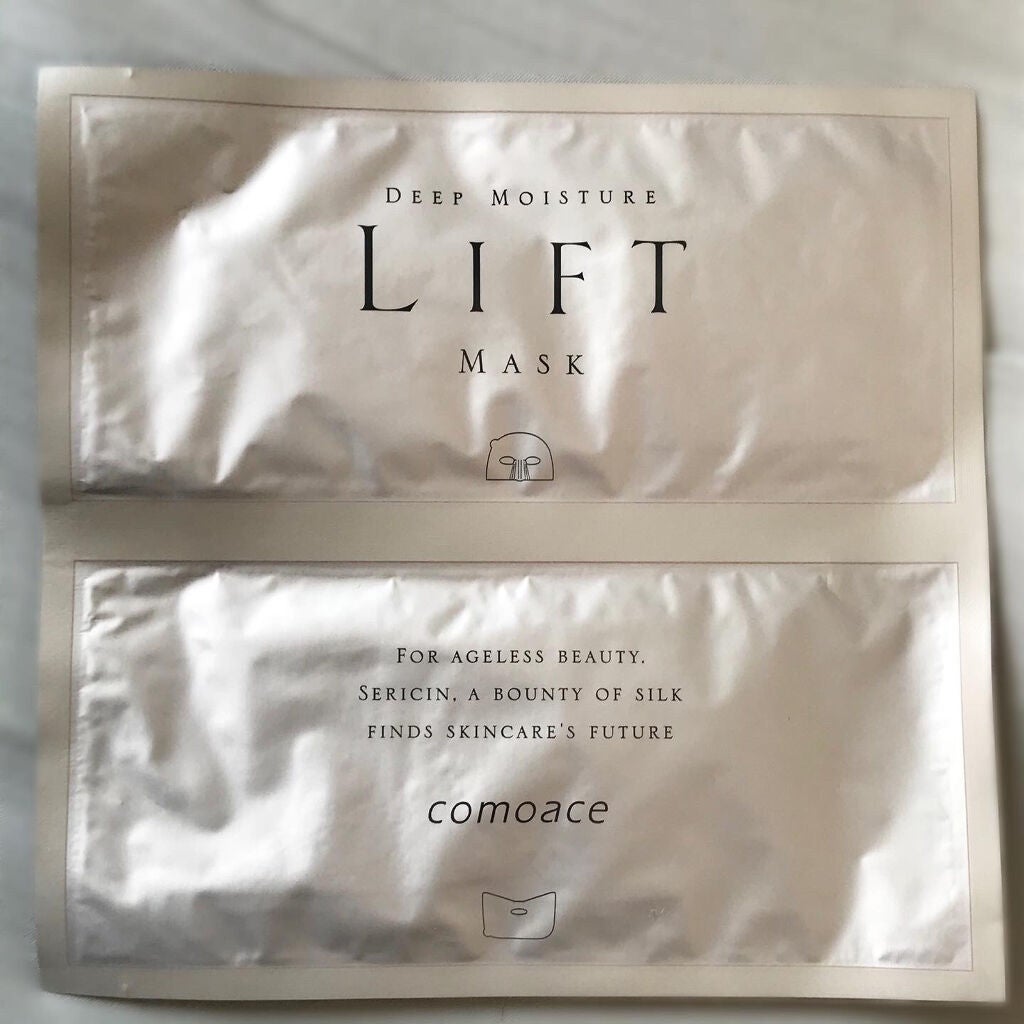 DEEP MOISTURE
LIFT
MASK
FOR AGELESS BEAUTY,
SERICIN, A BOUNTY OF SILK
FINDS SKINCARE'S FUTURE
comoace